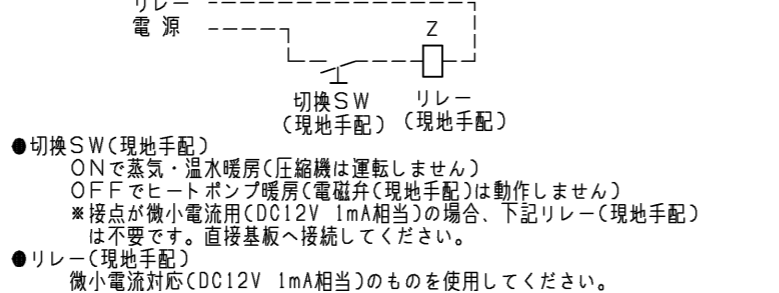 リレー
電 源
Z
切換SW リレー
(現地手配) (現地手配)
●切換SW(現地手配)
ONで蒸気・温水暖房(圧縮機は運転しません)
OFFでヒートポンプ暖房(電磁弁(現地手配)は動作しません)
※接点が微小電流用(DC12V 1mA相当)の場合、下記リレー(現地手配)
は不要です。直接基板へ接続してください。
●リレー(現地手配)
微小電流対応(DC12V 1mA相当)のものを使用してください。